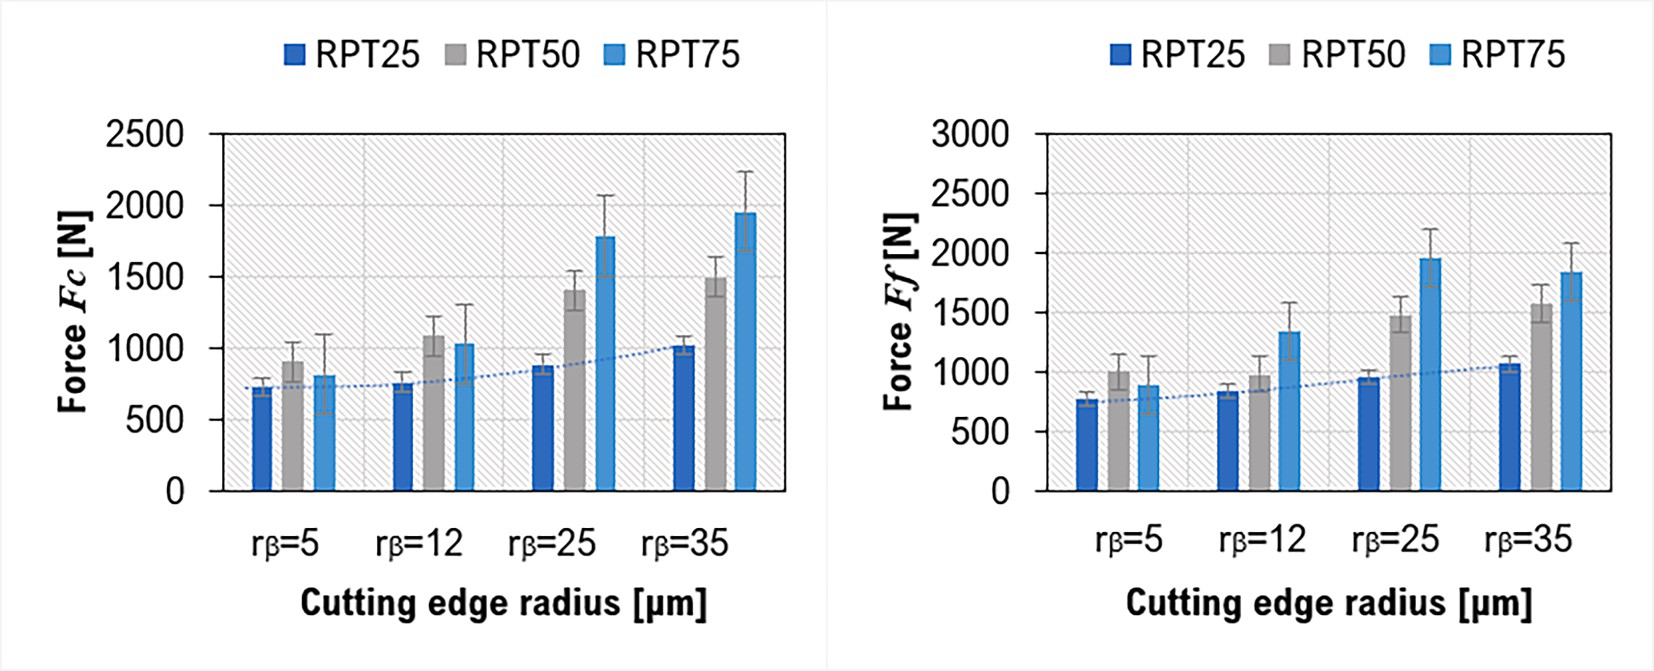 RPT25 RPT50 RPT75
2500
2000
1500
1000
500
0
Force Fc [N]
rβ=5 rβ=12 rβ=25 rβ=35
Cutting edge radius [µm]
RPT25 RPT50 RPT75
3000
2500
2000
1500
1000
500
0
Force Ff [N]
rβ=5 rβ=12 rβ=25 rβ=35
Cutting edge radius [µm]